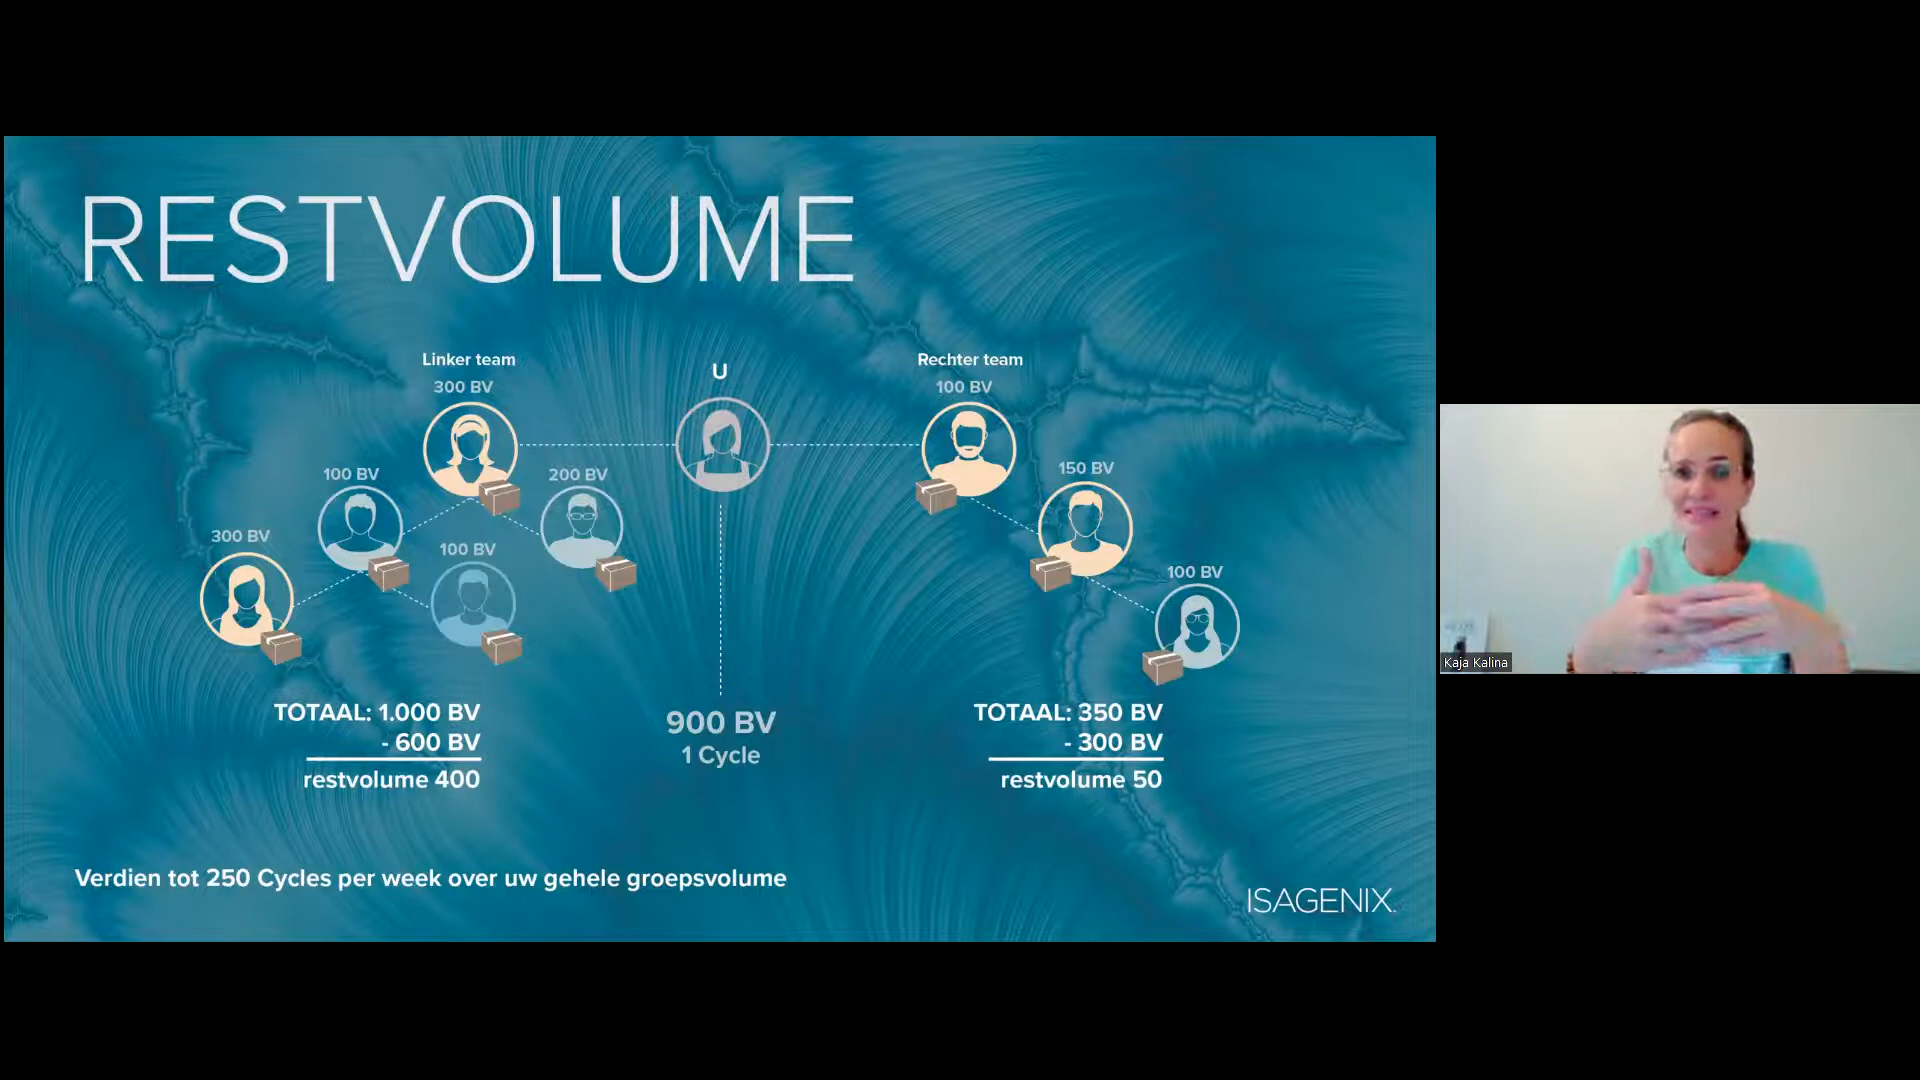 RESTVOLUME
Linker team
300 BV
U
Rechter team
100 BV
100 BV
200 BV
150 BV
300 BV
100 BV
100 BV
TOTAAL: 1.000 BV
- 600 BV
restvolume 400
900 BV
1 Cycle
TOTAAL: 350 BV
- 300 BV
restvolume 50
Verdien tot 250 Cycles per week over uw gehele groepsvolume
ISAGENIX.
Kaja Kalina